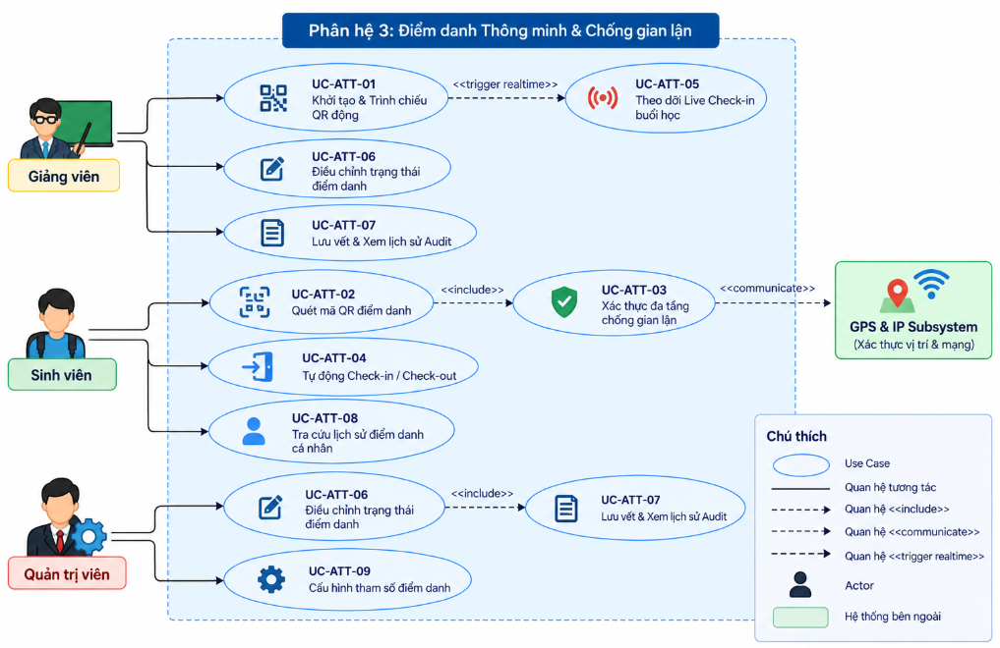 Phân hệ 3: Điểm danh Thông minh & Chống gian lận
UC-ATT-01
Khởi tạo & Trình chiếu
QR động
<<trigger realtime>>
UC-ATT-05
Theo dõi Live Check-in
buổi học
Giảng viên
UC-ATT-06
Điều chỉnh trạng thái
điểm danh
UC-ATT-07
Lưu vết & Xem lịch sử Audit
UC-ATT-02
Quét mã QR điểm danh
<<include>>
UC-ATT-03
Xác thực đa tầng
chống gian lận
<<communicate>>
GPS & IP Subsystem
(Xác thực vị trí & mạng)
Sinh viên
UC-ATT-04
Tự động Check-in / Check-out
UC-ATT-08
Tra cứu lịch sử điểm danh
cá nhân
UC-ATT-06
Điều chỉnh trạng thái
điểm danh
<<include>>
UC-ATT-07
Lưu vết & Xem lịch sử Audit
Quản trị viên
UC-ATT-09
Cấu hình tham số điểm danh
Chú thích
Use Case
Quan hệ tương tác
Quan hệ <<include>>
Quan hệ <<communicate>>
Quan hệ <<trigger realtime>>
Actor
Hệ thống bên ngoài